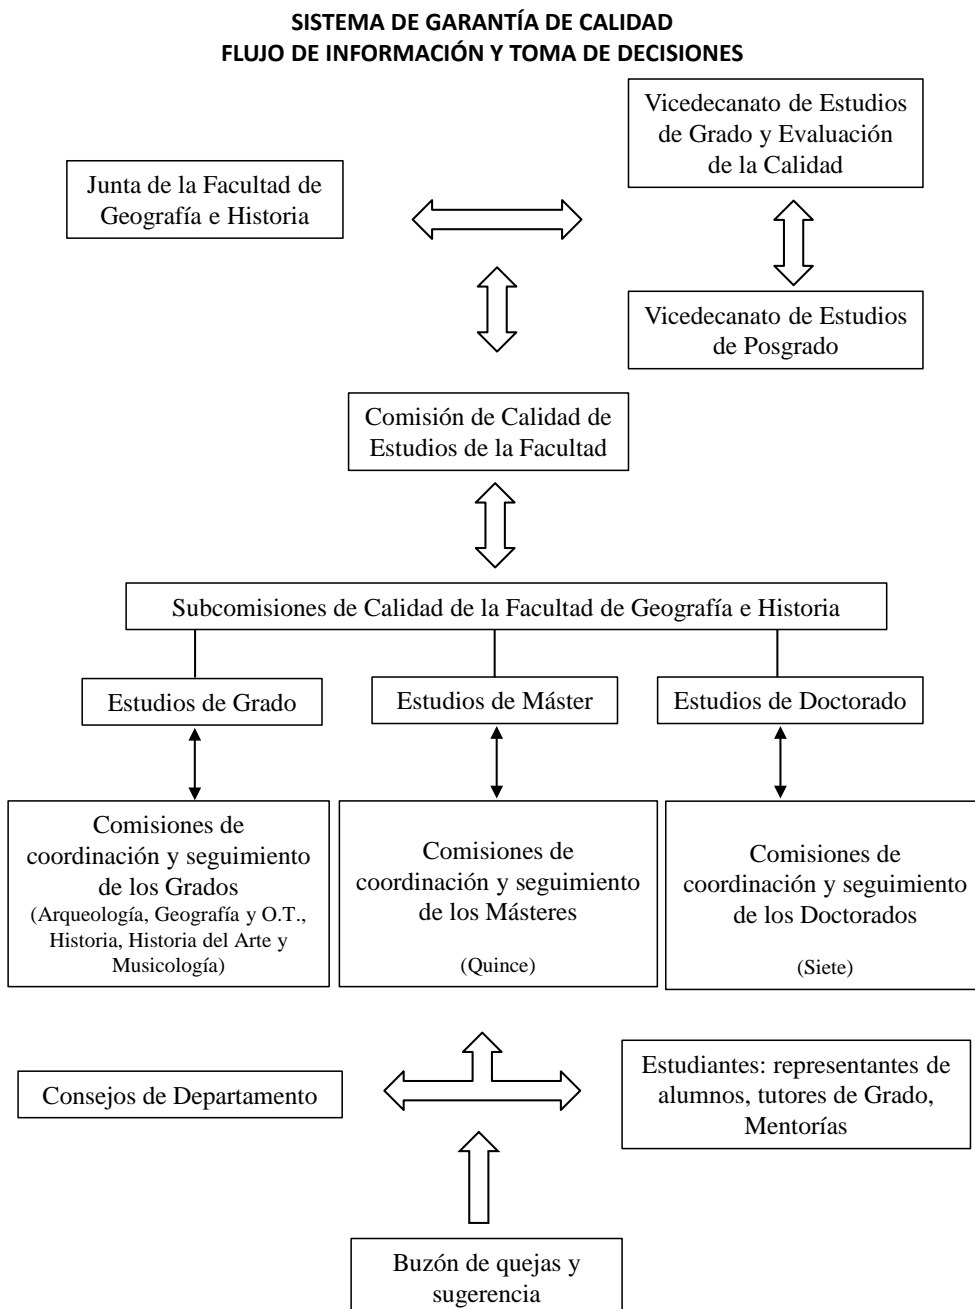 SISTEMA DE GARANTÍA DE CALIDAD
FLUJO DE INFORMACIÓN Y TOMA DE DECISIONES
Vicedecanato de Estudios
de Grado y Evaluación
de la Calidad
Junta de la Facultad de
Geografía e Historia
Vicedecanato de Estudios
de Posgrado
Comisión de Calidad de
Estudios de la Facultad
Subcomisiones de Calidad de la Facultad de Geografía e Historia
Estudios de Grado
Estudios de Máster
Estudios de Doctorado
Comisiones de
coordinación y seguimiento
de los Grados
(Arqueología, Geografía y O.T.,
Historia, Historia del Arte y
Musicología)
Comisiones de
coordinación y seguimiento
de los Másteres
(Quince)
Comisiones de
coordinación y seguimiento
de los Doctorados
(Siete)
Consejos de Departamento
Estudiantes: representantes de
alumnos, tutores de Grado,
Mentorías
Buzón de quejas y
sugerencia